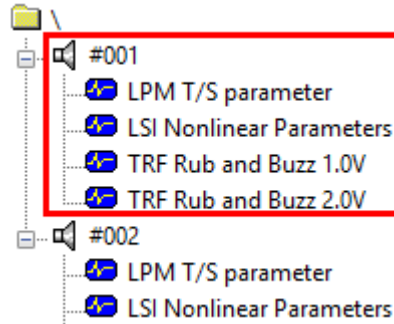 \
#001
LPM T/S parameter
LSI Nonlinear Parameters
TRF Rub and Buzz 1.0V
TRF Rub and Buzz 2.0V
#002
LPM T/S parameter
LSI Nonlinear Parameters